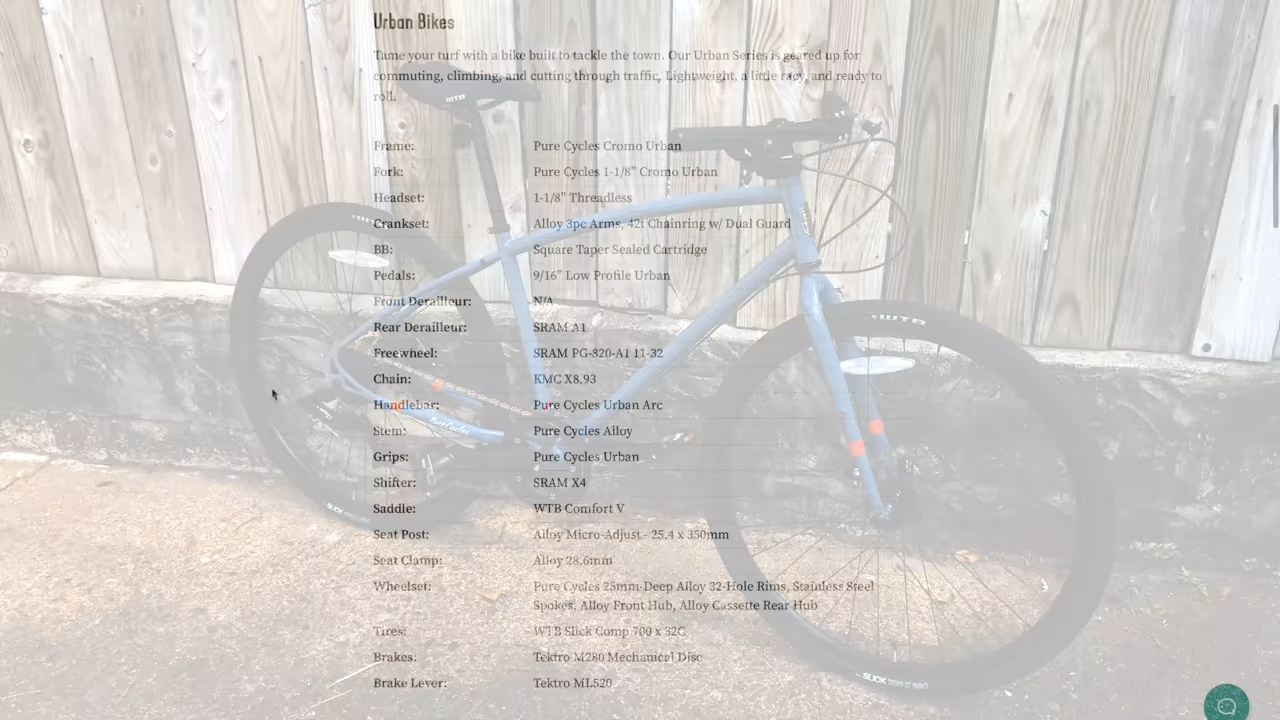 Urban Bikes
Tame your turf with a bike built to tackle the town. Our Urban Series is geared up for
commuting, climbing, and cutting through traffic. Lightweight, a little racy, and ready to
roll.
Frame: Pure Cycles Cromo Urban
Fork: Pure Cycles 1-1/8” Cromo Urban
Headset: 1-1/8” Threadless
Crankset: Alloy 3pc Arms, 42t Chainring w/ Dual Guard
BB: Square Taper Sealed Cartridge
Pedals: 9/16” Low Profile Urban
Front Derailleur: N/A
Rear Derailleur: SRAM A1
Freewheel: SRAM PG-820-A1 11-32
Chain: KMC X8.93
Handlebar: Pure Cycles Urban Arc
Stem: Pure Cycles Alloy
Grips: Pure Cycles Urban
Shifter: SRAM X4
Saddle: WTB Comfort V
Seat Post: Alloy Micro-Adjust - 25.4 x 350mm
Seat Clamp: Alloy 28.6mm
Wheelset: Pure Cycles 25mm-Deep Alloy 32-Hole Rims, Stainless Steel
Spokes, Alloy Front Hub, Alloy Cassette Rear Hub
Tires: WTB Slick Comp 700 x 32C
Brakes: Tektro M280 Mechanical Disc
Brake Lever: Tektro ML520
WTB
WTB
PureCycles
SLICK
SLICK